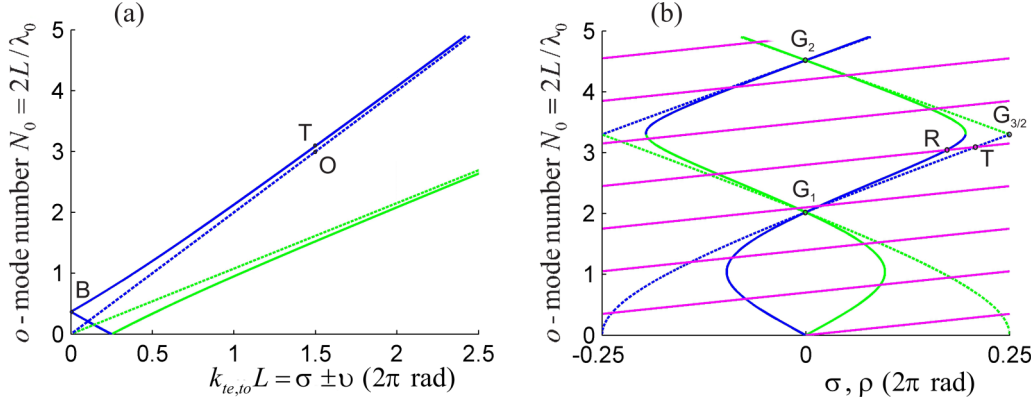 (a)
o - mode number N₀ = 2L/λ₀
5
4
3
2
1
0
T
O
B
0
0.5
1
1.5
2
2.5
k_{te,to}L = σ ± υ (2π rad)
(b)
o - mode number N₀ = 2L/λ₀
5
4
3
2
1
0
G₂
G_{3/2}
R
T
G₁
-0.25
0
0.25
σ , ρ (2π rad)